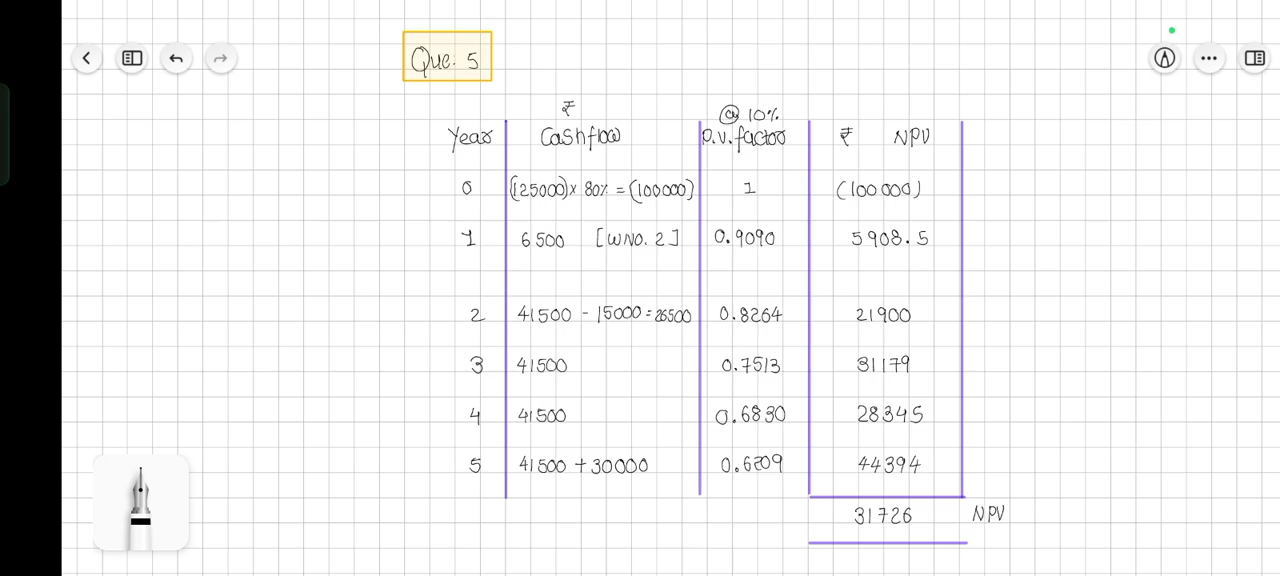 Que. 5
₹ @ 10%
Year Cashflow P.V.factor ₹ NPV
0 (125000)× 80% = (100000) 1 (100000)
1 6500 [WNO. 2] 0.9090 5908.5
2 41500 - 15000 = 26500 0.8264 21900
3 41500 0.7513 31179
4 41500 0.6830 28345
5 41500 + 30000 0.6209 44394
31726 NPV